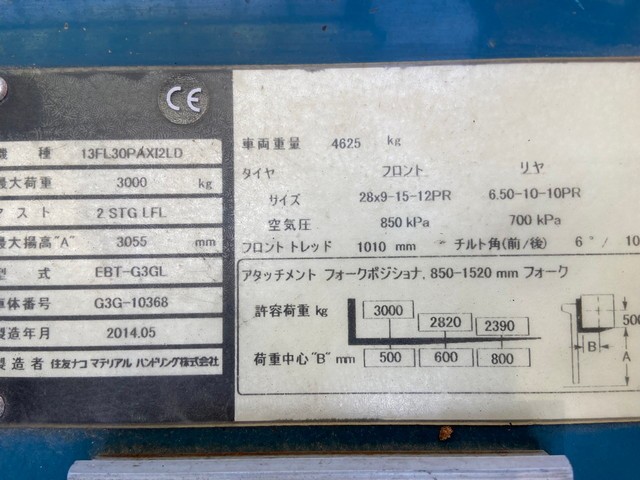 CE
機 種 13FL30PAXI2LD
最大荷重 3000 kg
マスト 2 STG LFL
最大揚高"A" 3055 mm
型 式 EBT-G3GL
車体番号 G3G-10368
製造年月 2014.05
製造者 住友ナコ マテリアル ハンドリング株式会社
車両重量 4625 kg
タイヤ フロント リヤ
サイズ 28x9-15-12PR 6.50-10-10PR
空気圧 850 kPa 700 kPa
フロント トレッド 1010 mm チルト角(前/後) 6°/ 10
アタッチメント フォークポジショナ, 850-1520 mm フォーク
許容荷重 kg 3000 2820 2390
荷重中心"B" mm 500 600 800
500
B
A